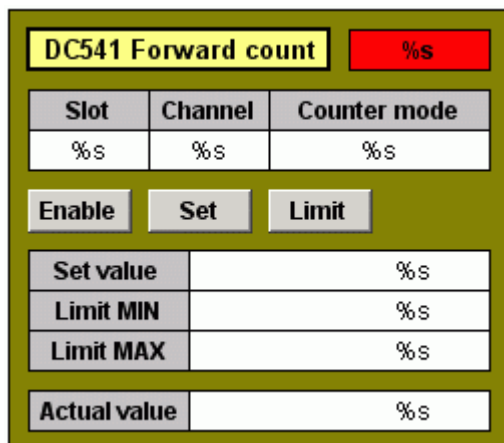 DC541 Forward count %s
Slot Channel Counter mode
%s %s %s
Enable Set Limit
Set value %s
Limit MIN %s
Limit MAX %s
Actual value %s